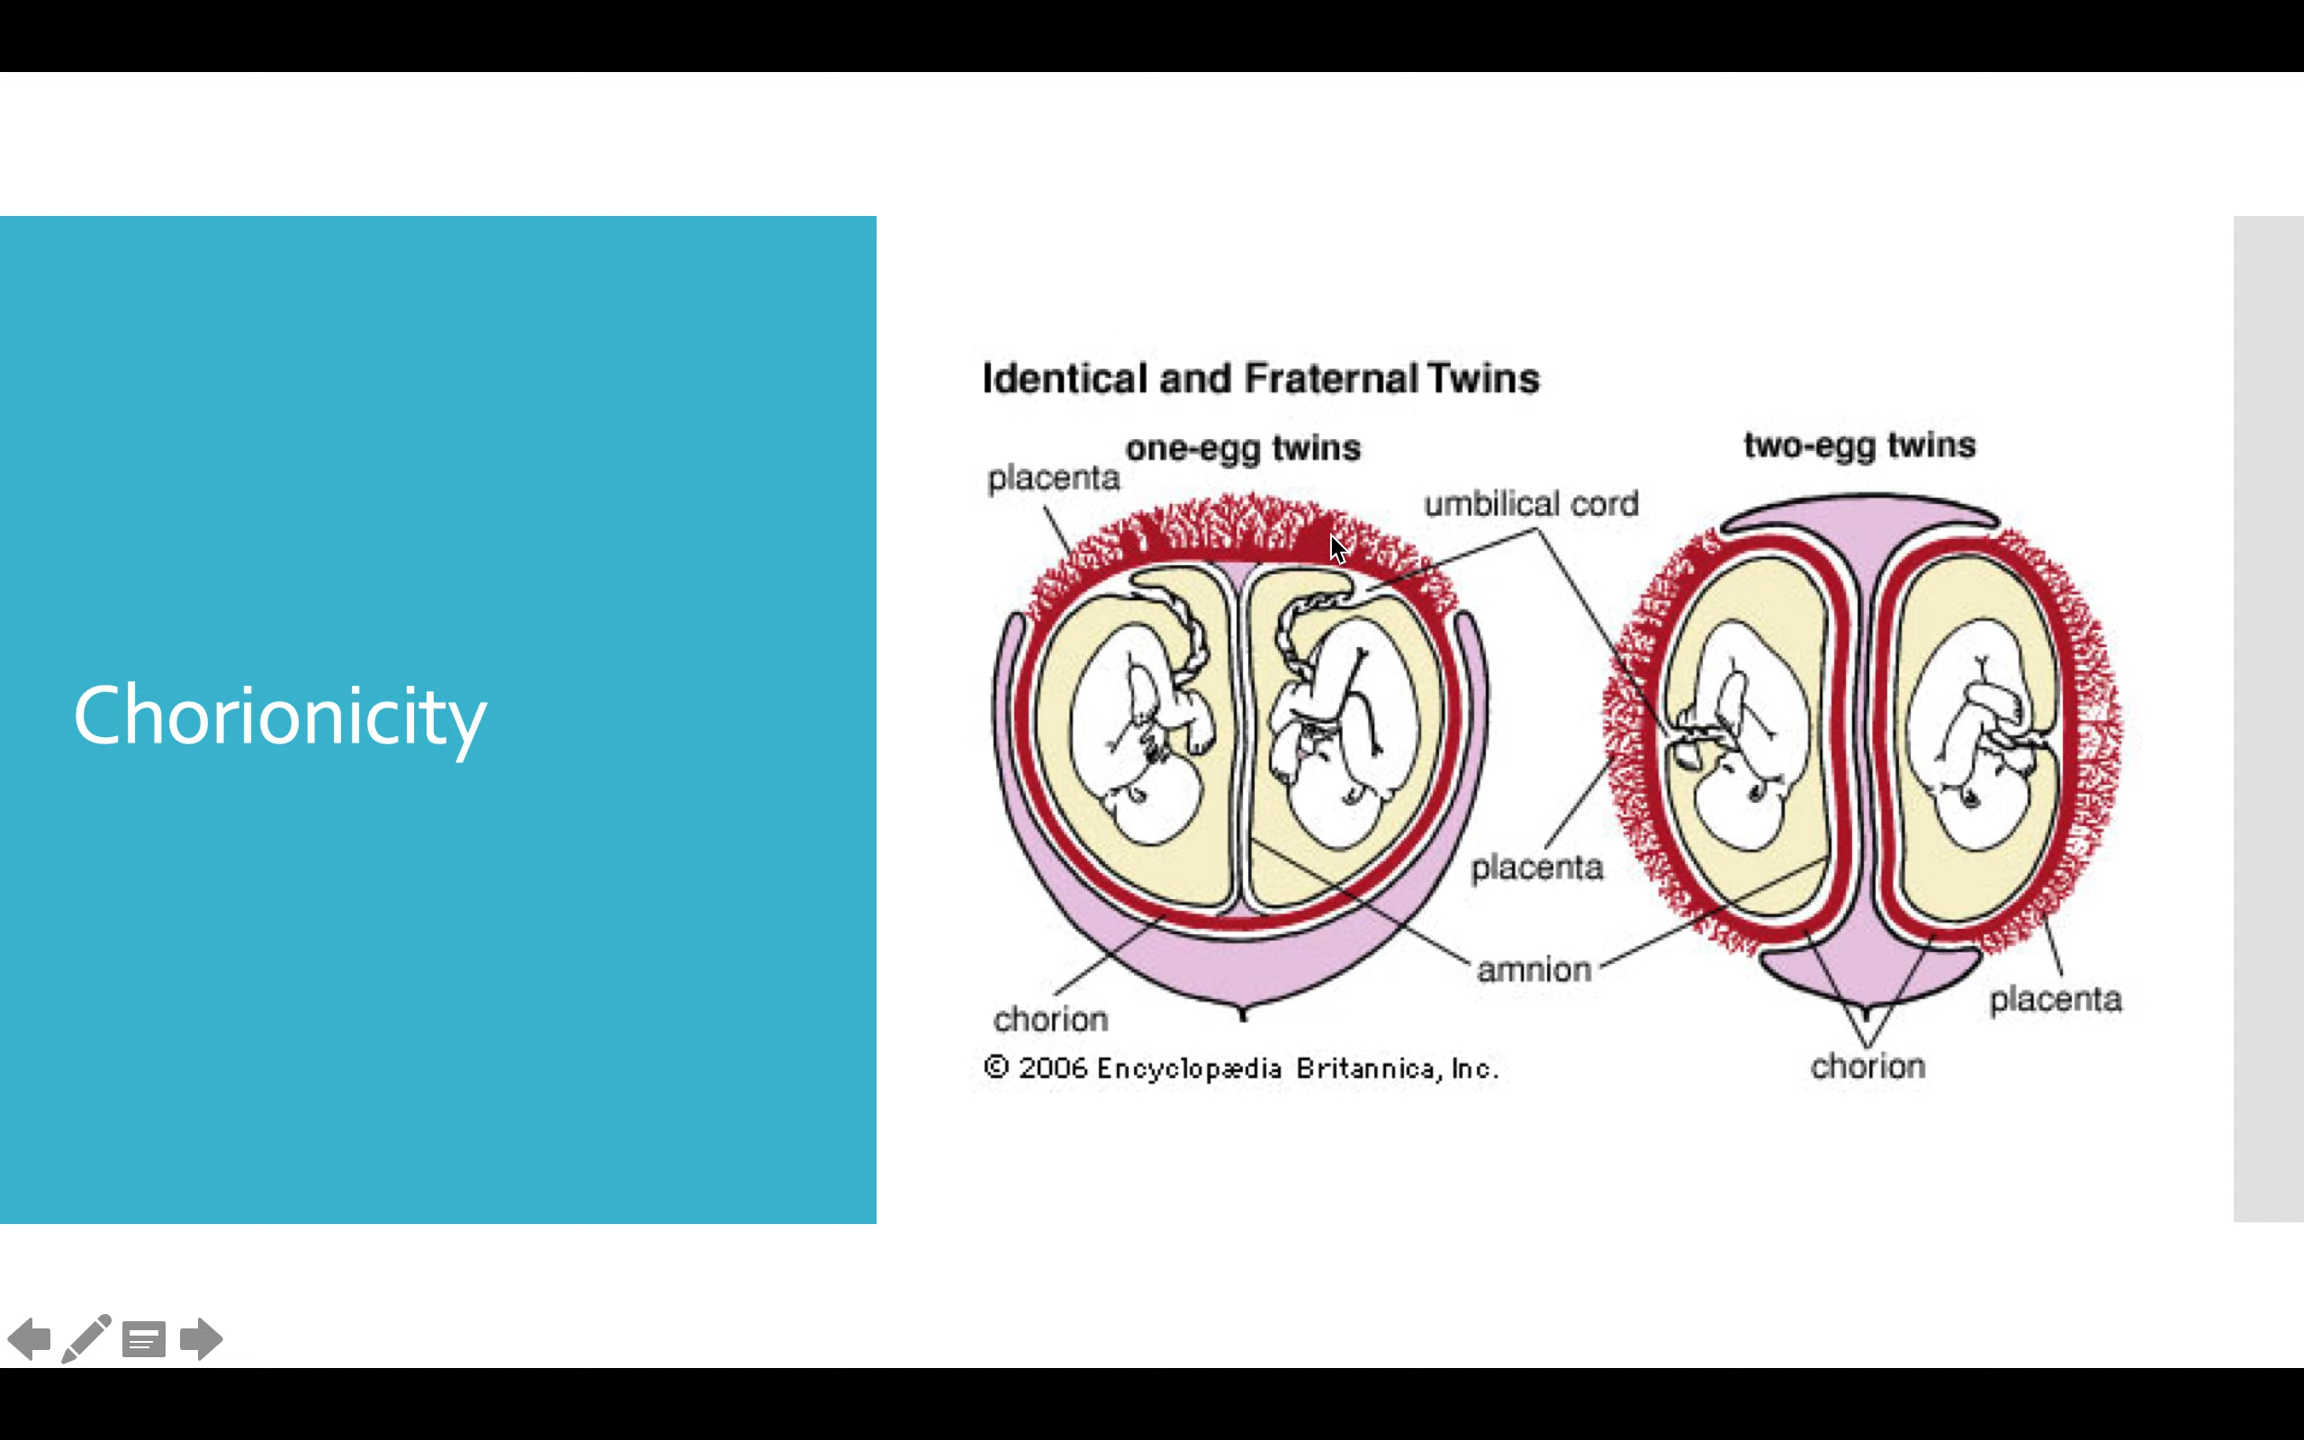 Chorionicity
Identical and Fraternal Twins
one-egg twins
two-egg twins
placenta
umbilical cord
placenta
amnion
placenta
chorion
chorion
© 2006 Encyclopædia Britannica, Inc.